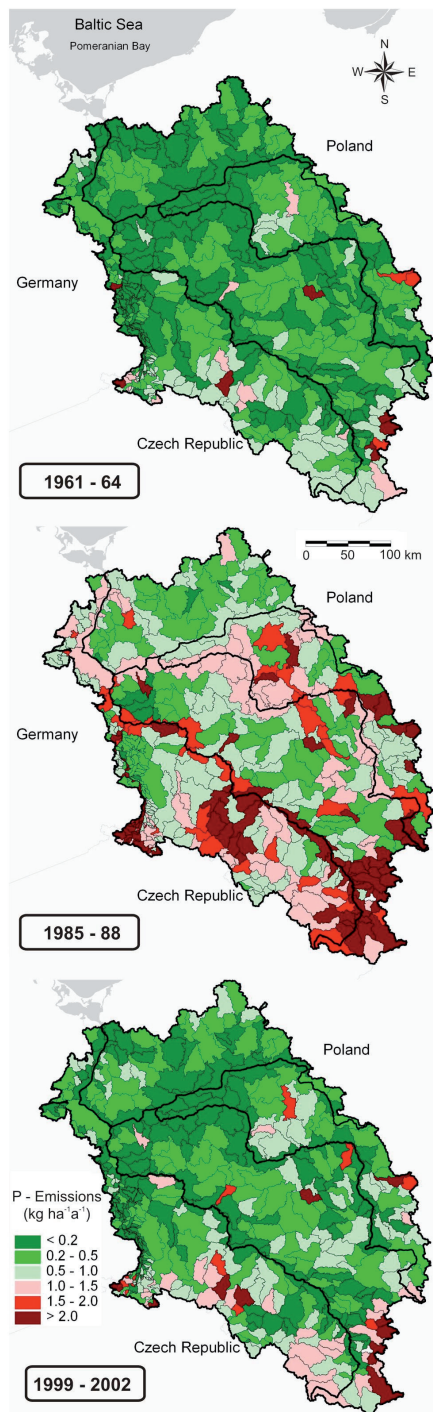 Baltic Sea
Pomeranian Bay
N
W E
S
Poland
Germany
Czech Republic
1961 - 64
0 50 100 km
Poland
Germany
Czech Republic
1985 - 88
Poland
P - Emissions
(kg ha⁻¹a⁻¹)
< 0.2
0.2 - 0.5
0.5 - 1.0
1.0 - 1.5
1.5 - 2.0
> 2.0
Czech Republic
1999 - 2002